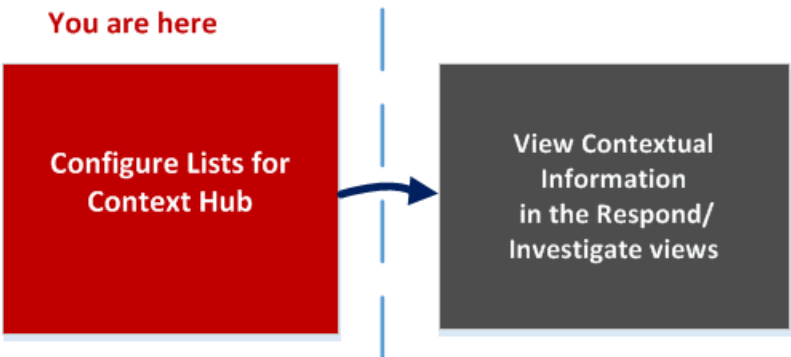 You are here
Configure Lists for
Context Hub
View Contextual
Information
in the Respond/
Investigate views